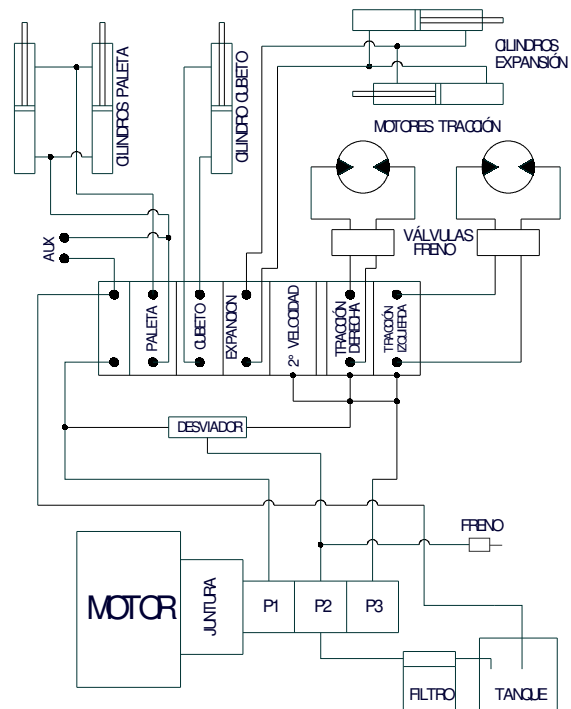 CILINDROS PALETA
CILINDRO CUBETO
CILINDROS
EXPANSIÓN
MOTORES TRACCIÓN
VÁLVULAS
FRENO
AUX
PALETA
CUBETO
EXPANCION
2° VELOCIDAD
TRACCIÓN
DERECHA
TRACCIÓN
IZQUIERDA
DESVIADOR
FRENO
MOTOR
JUNTURA
P1
P2
P3
FILTRO
TANQUE